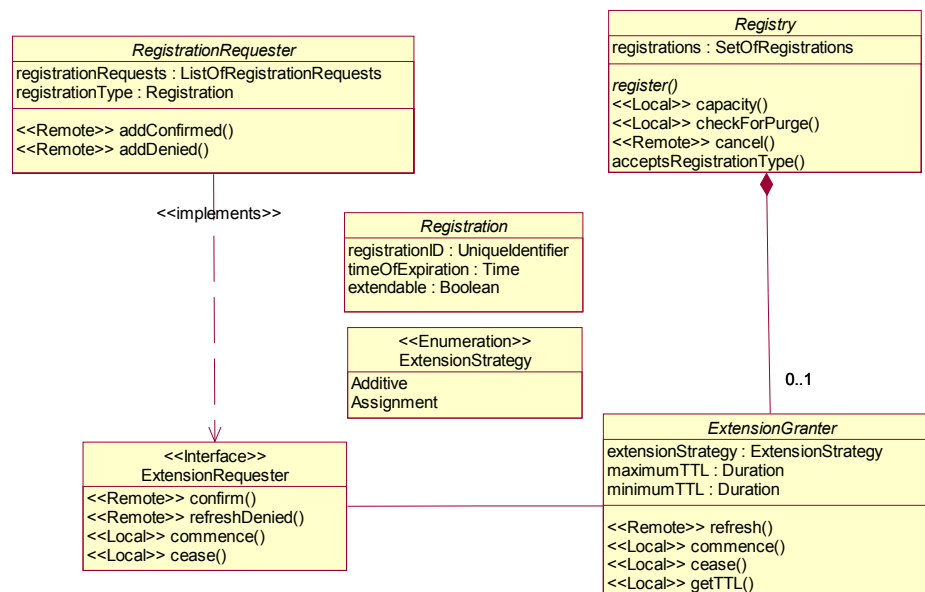 RegistrationRequester
registrationRequests : ListOfRegistrationRequests
registrationType : Registration
<<Remote>> addConfirmed()
<<Remote>> addDenied()
Registry
registrations : SetOfRegistrations
register()
<<Local>> capacity()
<<Local>> checkForPurge()
<<Remote>> cancel()
acceptsRegistrationType()
<<implements>>
Registration
registrationID : UniqueIdentifier
timeOfExpiration : Time
extendable : Boolean
<<Enumeration>>
ExtensionStrategy
Additive
Assignment
0..1
<<Interface>>
ExtensionRequester
<<Remote>> confirm()
<<Remote>> refreshDenied()
<<Local>> commence()
<<Local>> cease()
ExtensionGranter
extensionStrategy : ExtensionStrategy
maximumTTL : Duration
minimumTTL : Duration
<<Remote>> refresh()
<<Local>> commence()
<<Local>> cease()
<<Local>> getTTL()